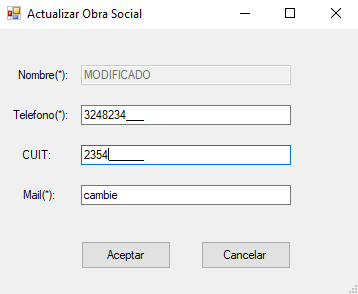 Actualizar Obra Social
Nombre(*): MODIFICADO
Telefono(*): 3248234___
CUIT: 2354______
Mail(*): cambie
Aceptar Cancelar